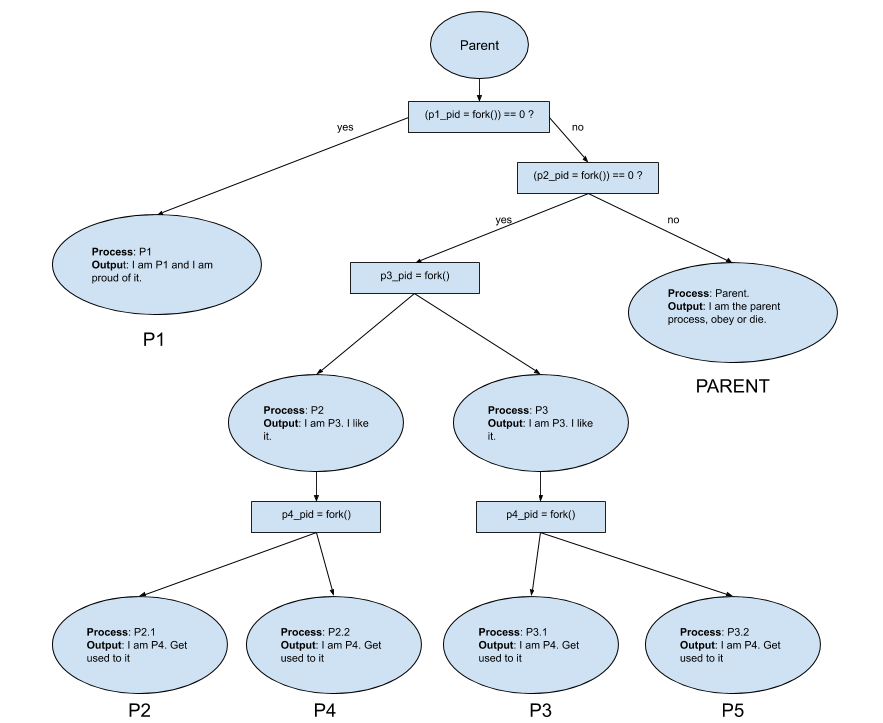 Parent
(p1_pid = fork()) == 0 ?
yes
no
(p2_pid = fork()) == 0 ?
yes
no
Process: P1
Output: I am P1 and I am
proud of it.
P1
p3_pid = fork()
Process: Parent.
Output: I am the parent
process, obey or die.
PARENT
Process: P2
Output: I am P3. I like
it.
Process: P3
Output: I am P3. I like
it.
p4_pid = fork()
p4_pid = fork()
Process: P2.1
Output: I am P4. Get
used to it
Process: P2.2
Output: I am P4. Get
used to it
Process: P3.1
Output: I am P4. Get
used to it
Process: P3.2
Output: I am P4. Get
used to it
P2
P4
P3
P5